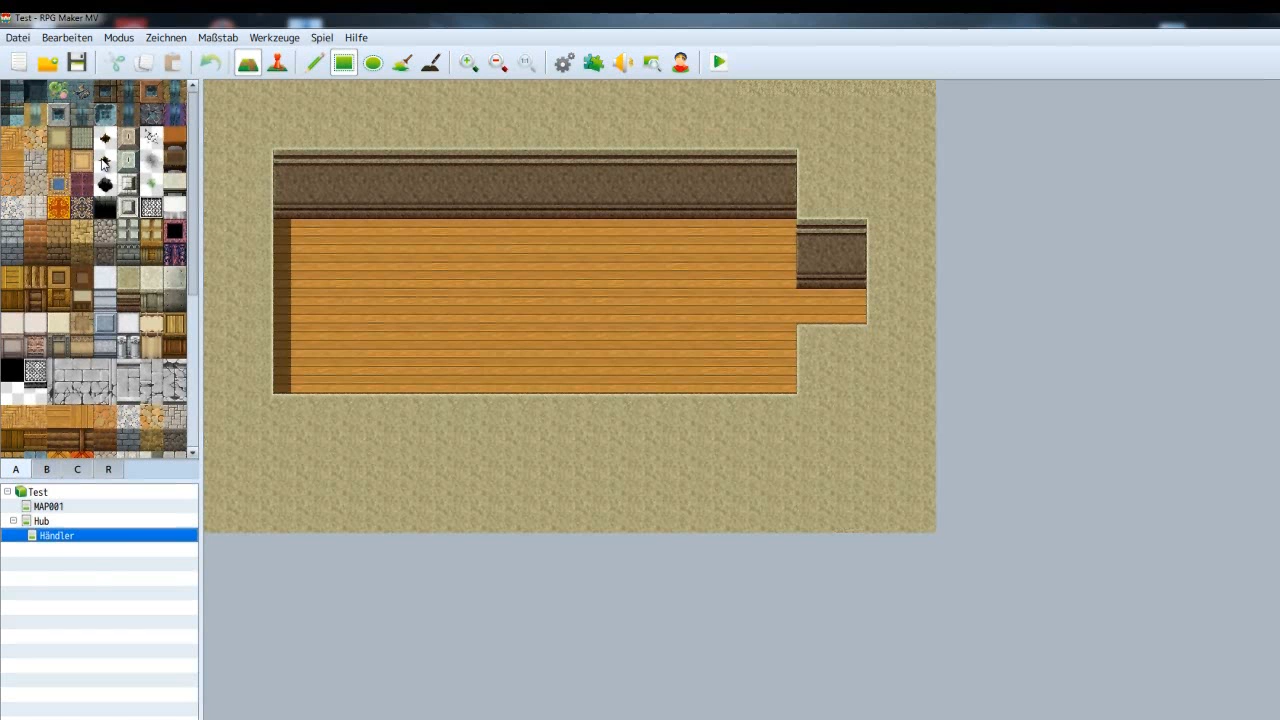 Test - RPG Maker MV
Datei Bearbeiten Modus Zeichnen Maßstab Werkzeuge Spiel Hilfe
A B C R
Test
MAP001
Hub
Händler